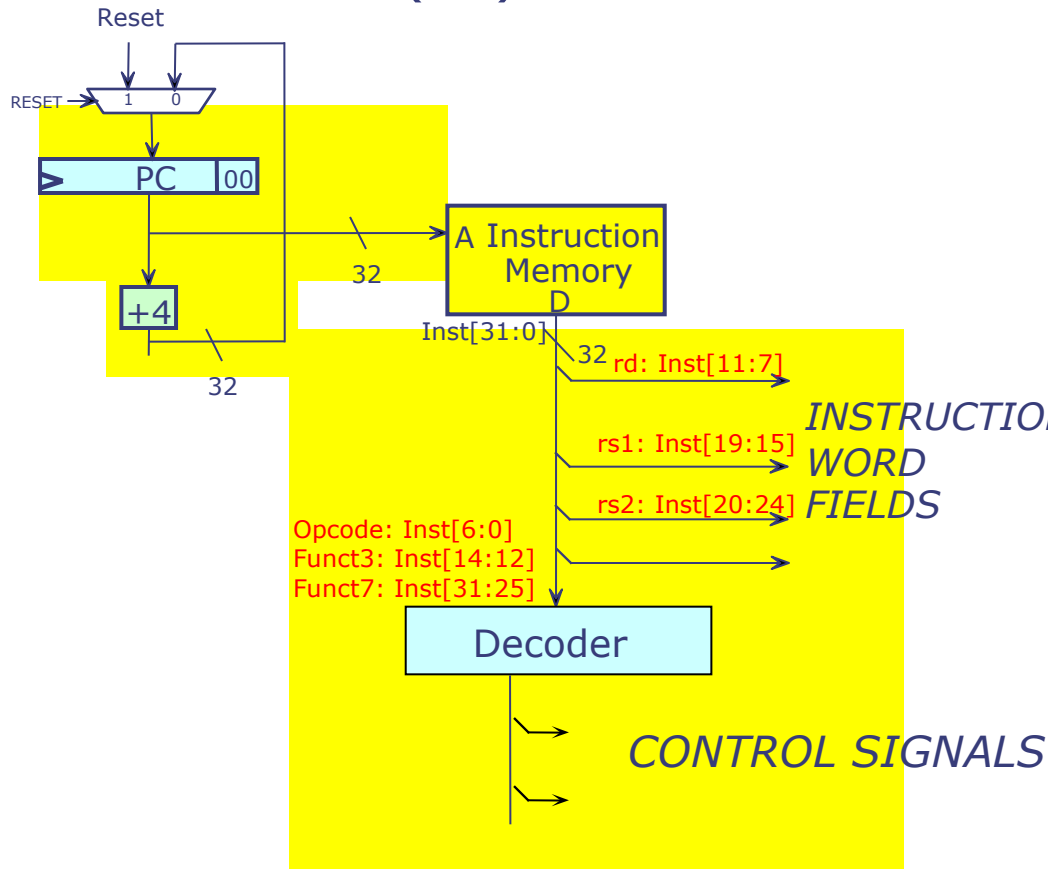 Reset
RESET
1 0
PC 00
A Instruction
Memory
D
32
+4
32
Inst[31:0]
32
rd: Inst[11:7]
INSTRUCTION
rs1: Inst[19:15]
WORD
rs2: Inst[20:24]
FIELDS
Opcode: Inst[6:0]
Funct3: Inst[14:12]
Funct7: Inst[31:25]
Decoder
CONTROL SIGNALS